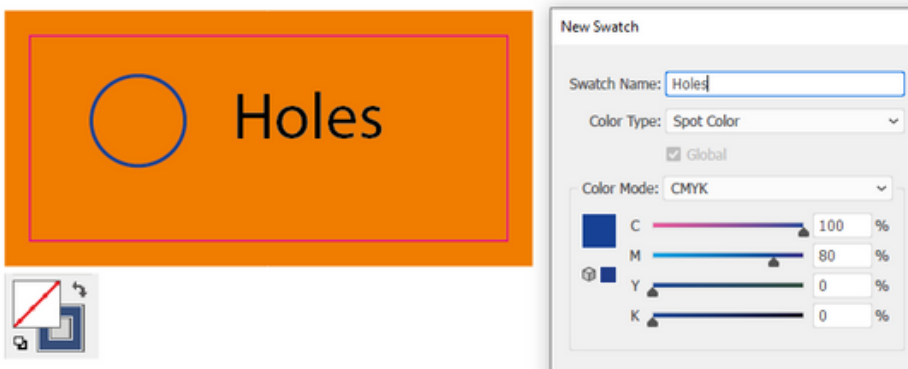 Holes
New Swatch
Swatch Name: Holes
Color Type: Spot Color
Global
Color Mode: CMYK
C 100 %
M 80 %
Y 0 %
K 0 %